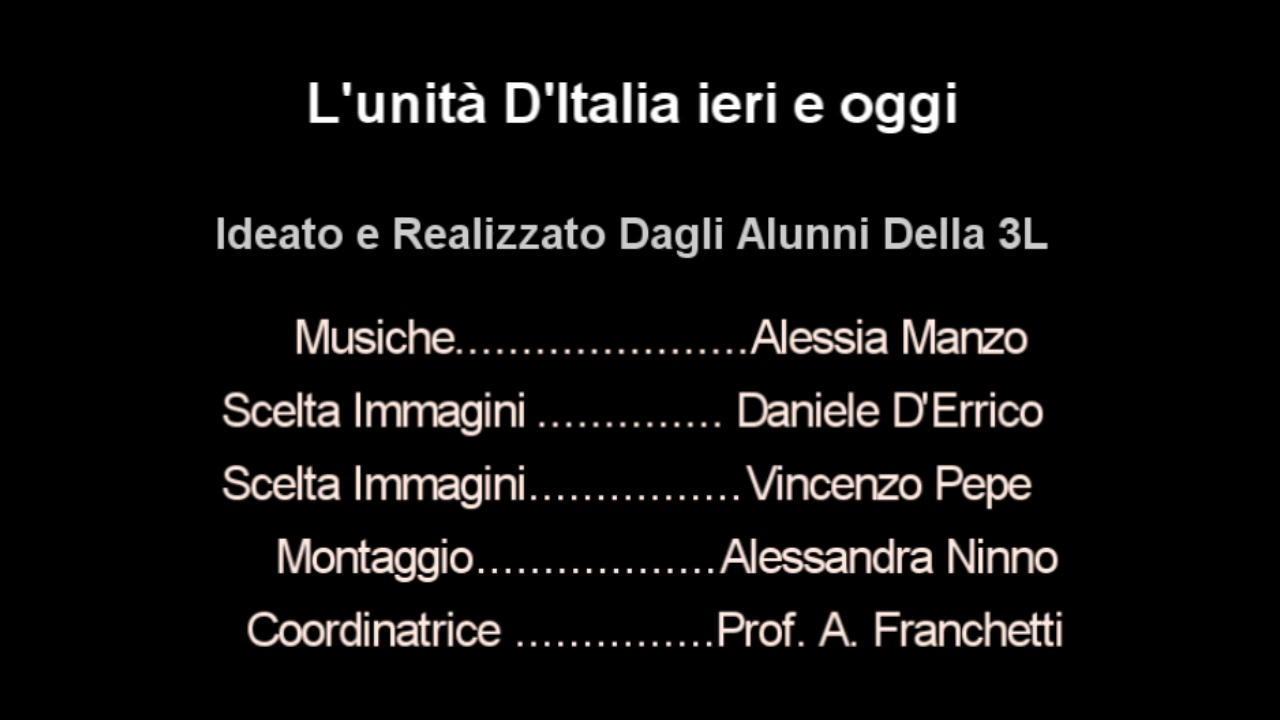 L'unità D'Italia ieri e oggi
Ideato e Realizzato Dagli Alunni Della 3L
Musiche......................Alessia Manzo
Scelta Immagini .............. Daniele D'Errico
Scelta Immagini................Vincenzo Pepe
Montaggio..................Alessandra Ninno
Coordinatrice ...............Prof. A. Franchetti